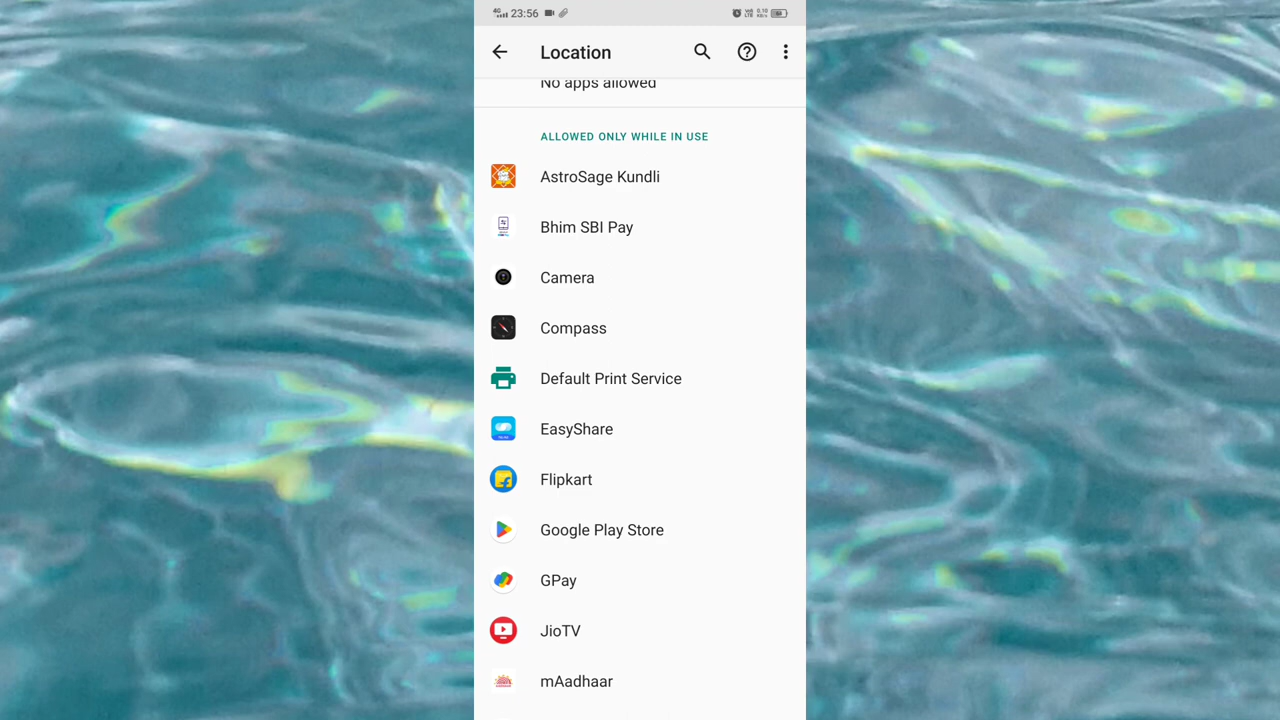 4G 23:56
Location
No apps allowed
ALLOWED ONLY WHILE IN USE
AstroSage Kundli
Bhim SBI Pay
Camera
Compass
Default Print Service
EasyShare
Flipkart
Google Play Store
GPay
JioTV
mAadhaar